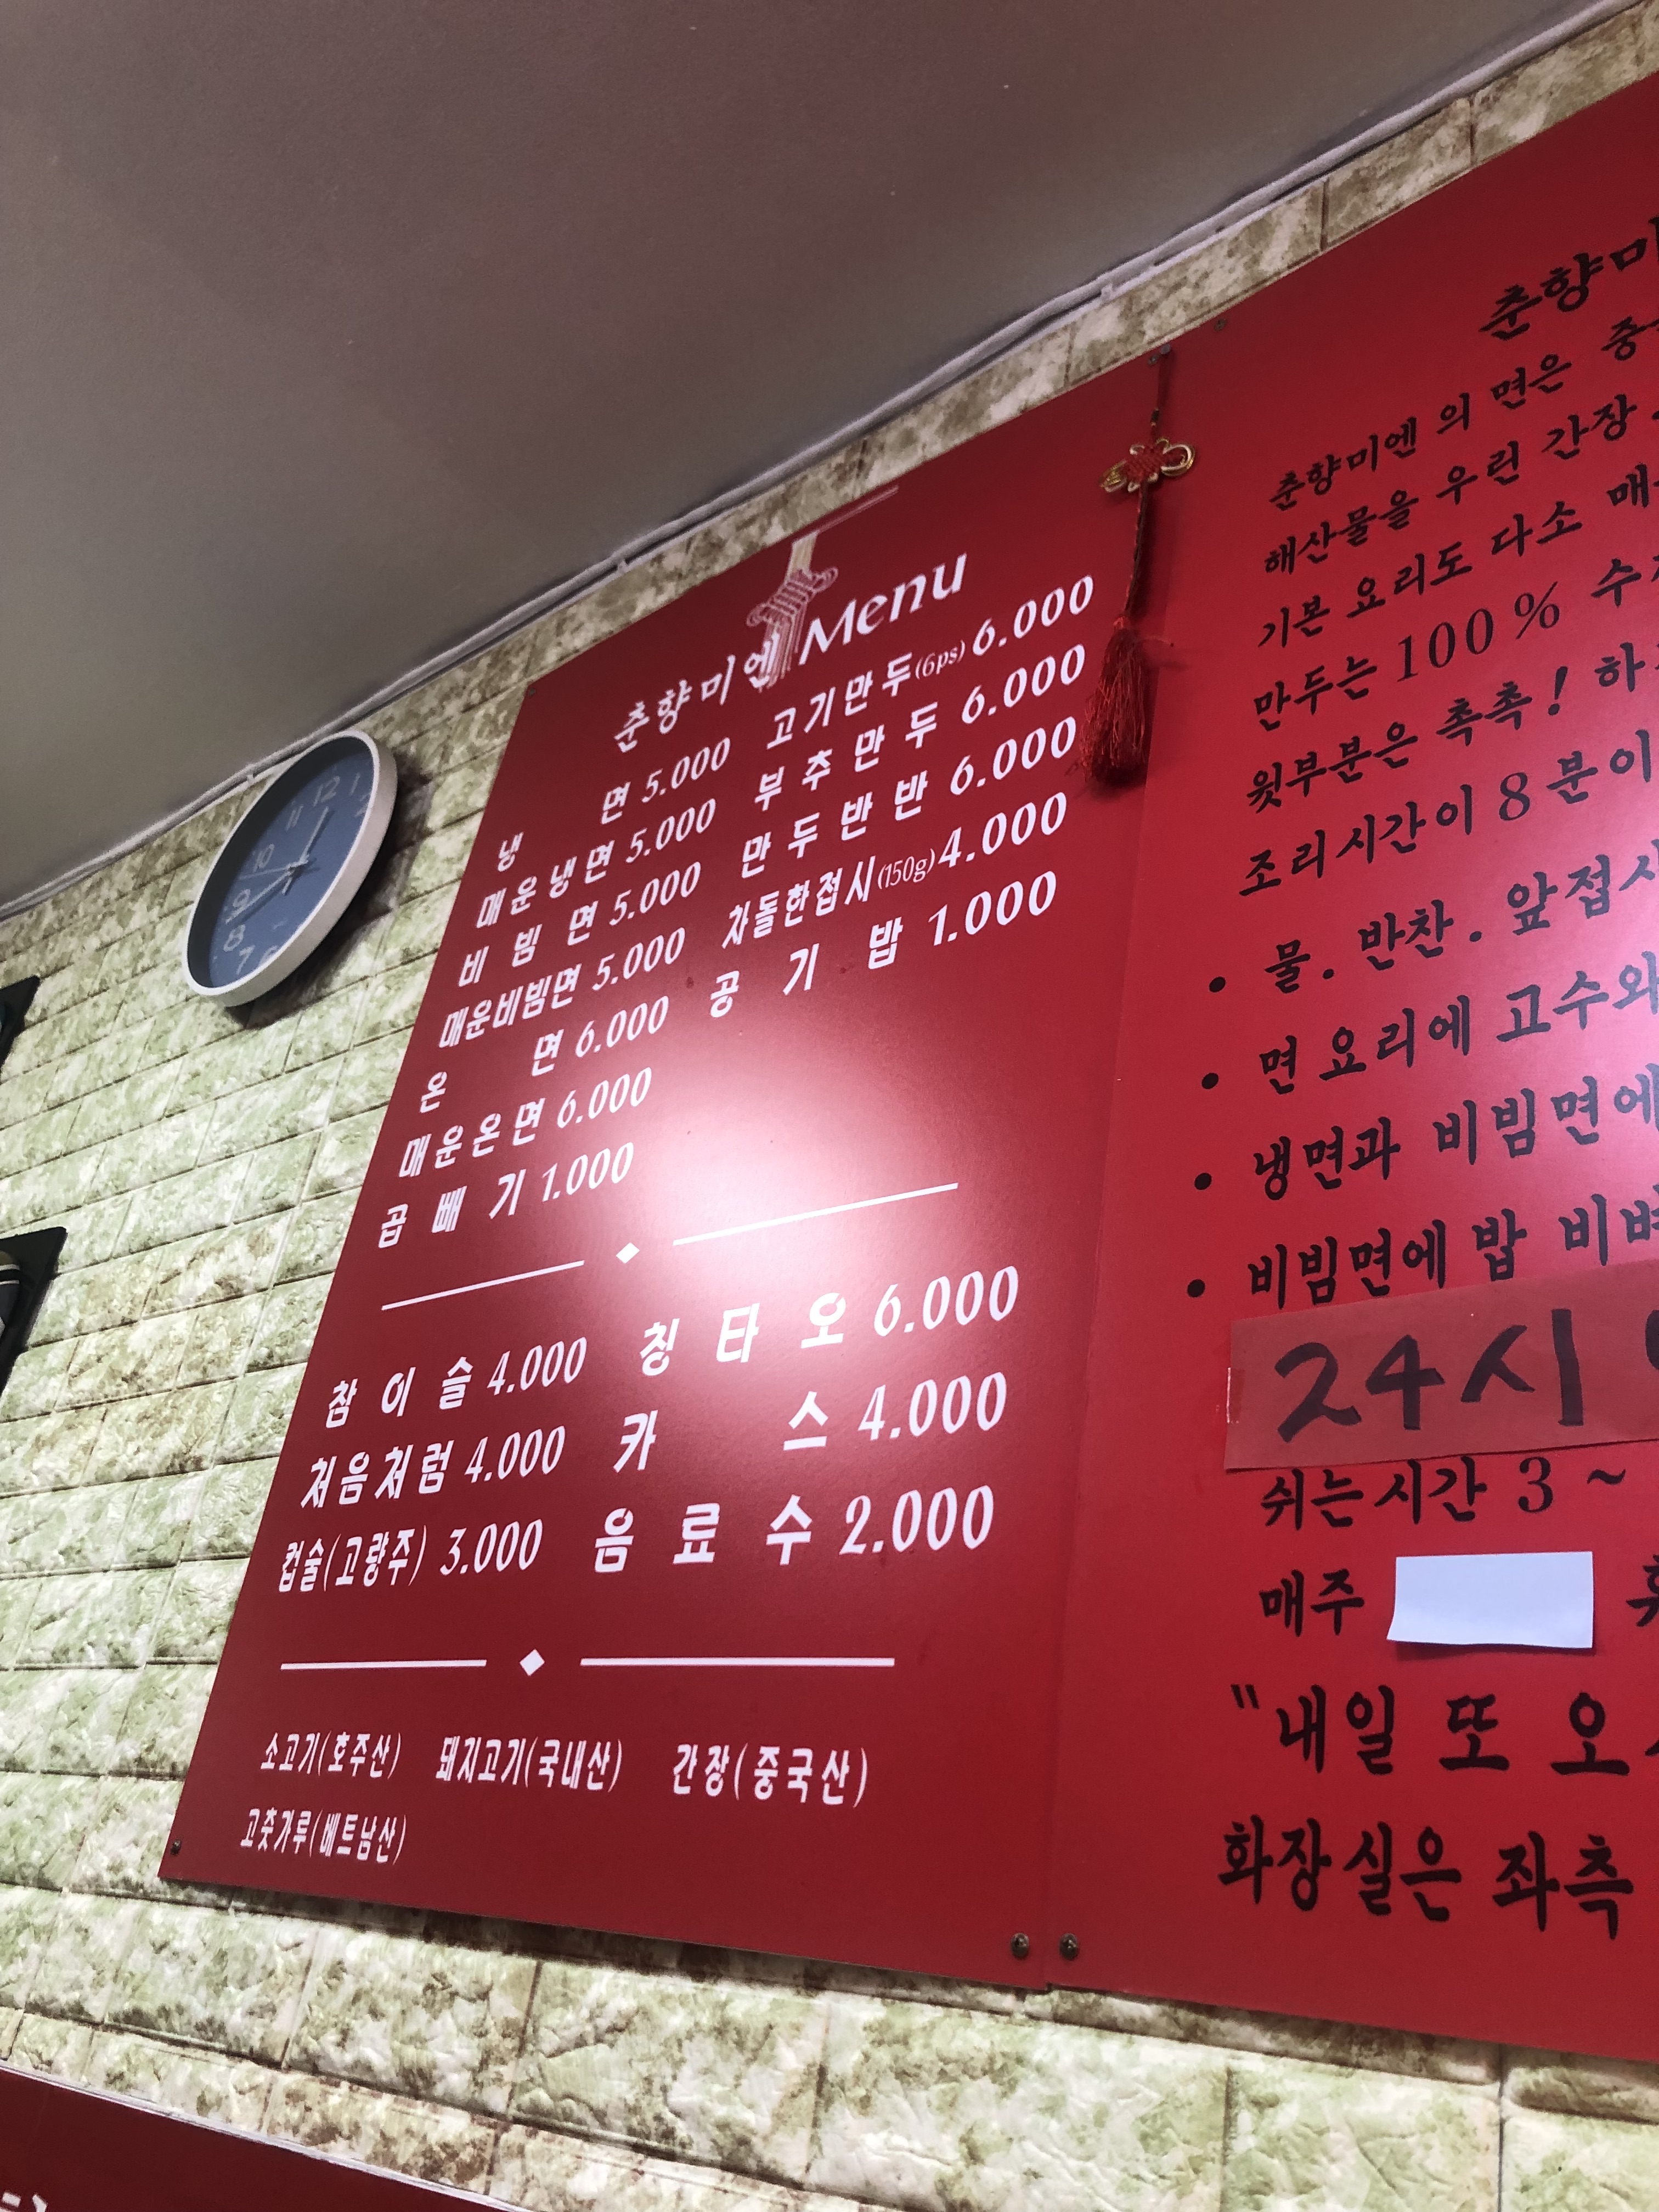 춘향미엔 Menu
냉 면 5.000 고기만두(6ps) 6.000
매운냉면 5.000 부추만두 6.000
비빔면 5.000 만두반반 6.000
매운비빔면 5.000 차돌한접시(150g) 4.000
온 면 6.000 공기밥 1.000
매운온면 6.000
곱빼기 1.000
참이슬 4.000 칭타오 6.000
처음처럼 4.000 카스 4.000
컵술(고량주) 3.000 음료수 2.000
소고기(호주산) 돼지고기(국내산) 간장(중국산)
고춧가루(베트남산)
춘향미
춘향미엔 의 면은
해산물을 우린 간장
기본 요리도 다소
만두는 100%
윗부분은 촉촉!
조리시간이 8분이
• 물. 반찬. 앞접시
• 면 요리에 고수와
• 냉면과 비빔면에
• 비빔면에 밥
24시
쉬는시간 3 ~
매주
"내일 또 오
화장실은 좌측
12 1 2 7 8 9 10 11